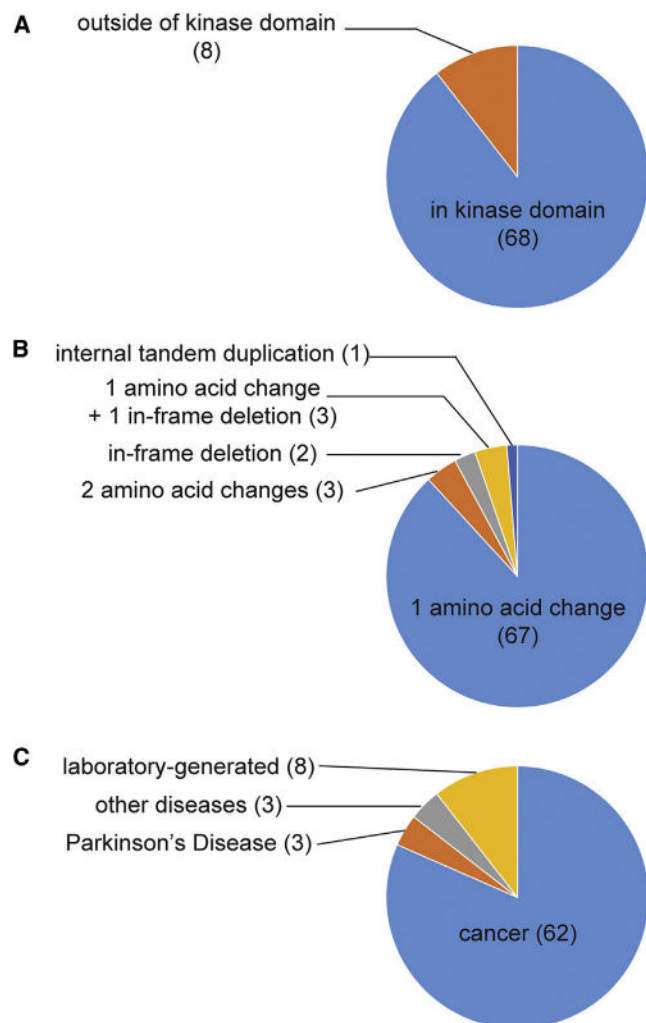 A
outside of kinase domain
(8)
in kinase domain
(68)
B
internal tandem duplication (1)
1 amino acid change
+ 1 in-frame deletion (3)
in-frame deletion (2)
2 amino acid changes (3)
1 amino acid change
(67)
C
laboratory-generated (8)
other diseases (3)
Parkinson's Disease (3)
cancer (62)